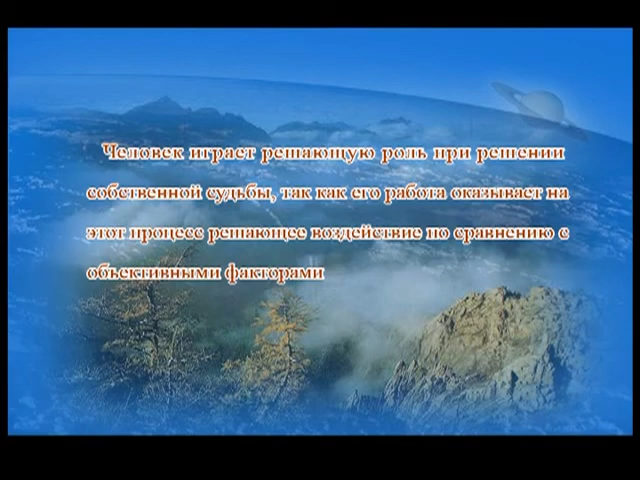 Человек играет решающую роль при решении
собственной судьбы, так как его работа оказывает на
этот процесс решающее воздействие по сравнению с
объективными факторами